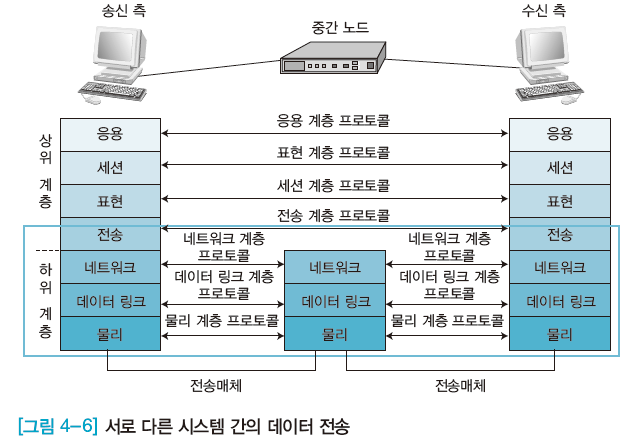 송신 측
중간 노드
수신 측
상위 계층
하위 계층
응용
세션
표현
전송
네트워크
데이터 링크
물리
응용 계층 프로토콜
표현 계층 프로토콜
세션 계층 프로토콜
전송 계층 프로토콜
네트워크 계층
프로토콜
데이터 링크 계층
프로토콜
물리 계층 프로토콜
네트워크
데이터 링크
물리
네트워크 계층
프로토콜
데이터 링크 계층
프로토콜
물리 계층 프로토콜
응용
세션
표현
전송
네트워크
데이터 링크
물리
전송매체
전송매체
[그림 4-6] 서로 다른 시스템 간의 데이터 전송